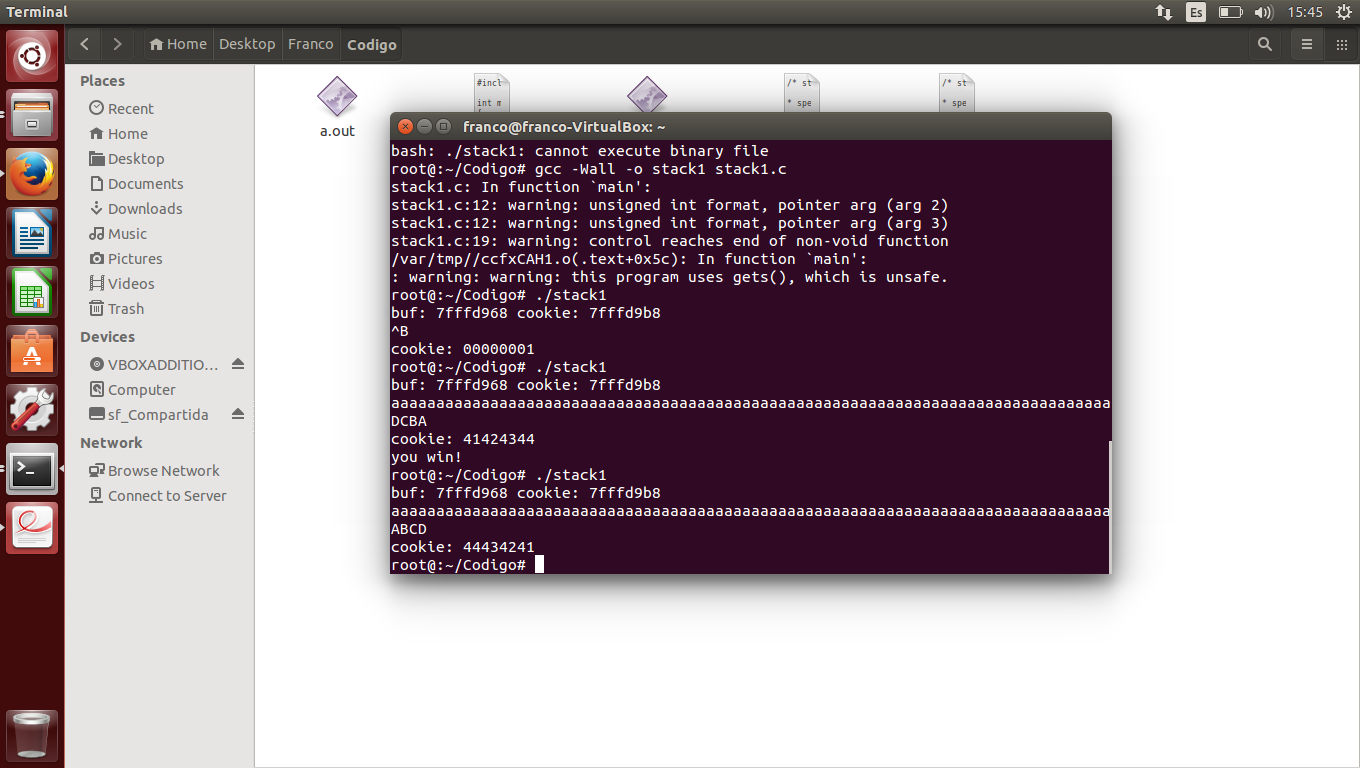 Terminal
Es
15:45
Home
Desktop
Franco
Codigo
Places
Recent
Home
Desktop
Documents
Downloads
Music
Pictures
Videos
Trash
Devices
VBOXADDITIO...
Computer
sf_Compartida
Network
Browse Network
Connect to Server
a.out
#incl
int m
/* st
* spe
/* st
* spe
franco@franco-VirtualBox: ~
bash: ./stack1: cannot execute binary file
root@:~/Codigo# gcc -Wall -o stack1 stack1.c
stack1.c: In function `main':
stack1.c:12: warning: unsigned int format, pointer arg (arg 2)
stack1.c:12: warning: unsigned int format, pointer arg (arg 3)
stack1.c:19: warning: control reaches end of non-void function
/var/tmp//ccfxCAH1.o(.text+0x5c): In function `main':
: warning: warning: this program uses gets(), which is unsafe.
root@:~/Codigo# ./stack1
buf: 7fffd968 cookie: 7fffd9b8
^B
cookie: 00000001
root@:~/Codigo# ./stack1
buf: 7fffd968 cookie: 7fffd9b8
aaaaaaaaaaaaaaaaaaaaaaaaaaaaaaaaaaaaaaaaaaaaaaaaaaaaaaaaaaaaaaaaaaaaaaaaaaaaaaaa
DCBA
cookie: 41424344
you win!
root@:~/Codigo# ./stack1
buf: 7fffd968 cookie: 7fffd9b8
aaaaaaaaaaaaaaaaaaaaaaaaaaaaaaaaaaaaaaaaaaaaaaaaaaaaaaaaaaaaaaaaaaaaaaaaaaaaaaaa
ABCD
cookie: 44434241
root@:~/Codigo#